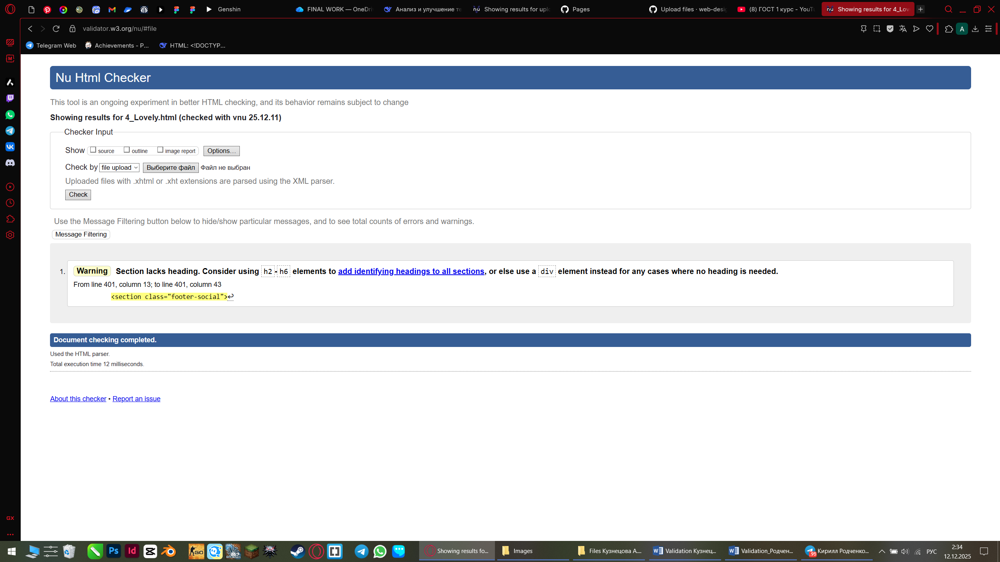 Genshin
FINAL WORK — OneDri
Анализ и улучшение те
Showing results for uplo
Pages
Upload files · web-desig
(8) ГОСТ 1 курс - YouTu
Showing results for 4_Lov
validator.w3.org/nu/#file
A
Telegram Web
Achievements - P...
HTML: <!DOCTYP...
Nu Html Checker
This tool is an ongoing experiment in better HTML checking, and its behavior remains subject to change
Showing results for 4_Lovely.html (checked with vnu 25.12.11)
Checker Input
Show source outline image report Options...
Check by file upload Выберите файл Файл не выбран
Uploaded files with .xhtml or .xht extensions are parsed using the XML parser.
Check
Use the Message Filtering button below to hide/show particular messages, and to see total counts of errors and warnings.
Message Filtering
1. Warning Section lacks heading. Consider using h2-h6 elements to add identifying headings to all sections, or else use a div element instead for any cases where no heading is needed.
From line 401, column 13; to line 401, column 43
<section class="footer-social">↩
Document checking completed.
Used the HTML parser.
Total execution time 12 milliseconds.
About this checker • Report an issue
GX
Ps
Id
GO
Showing results fo...
Images
Files Кузнецова А....
Validation Кузнец...
Validation_Родчен...
..95
Кирилл Родченко...
РУС
2:34
12.12.2025